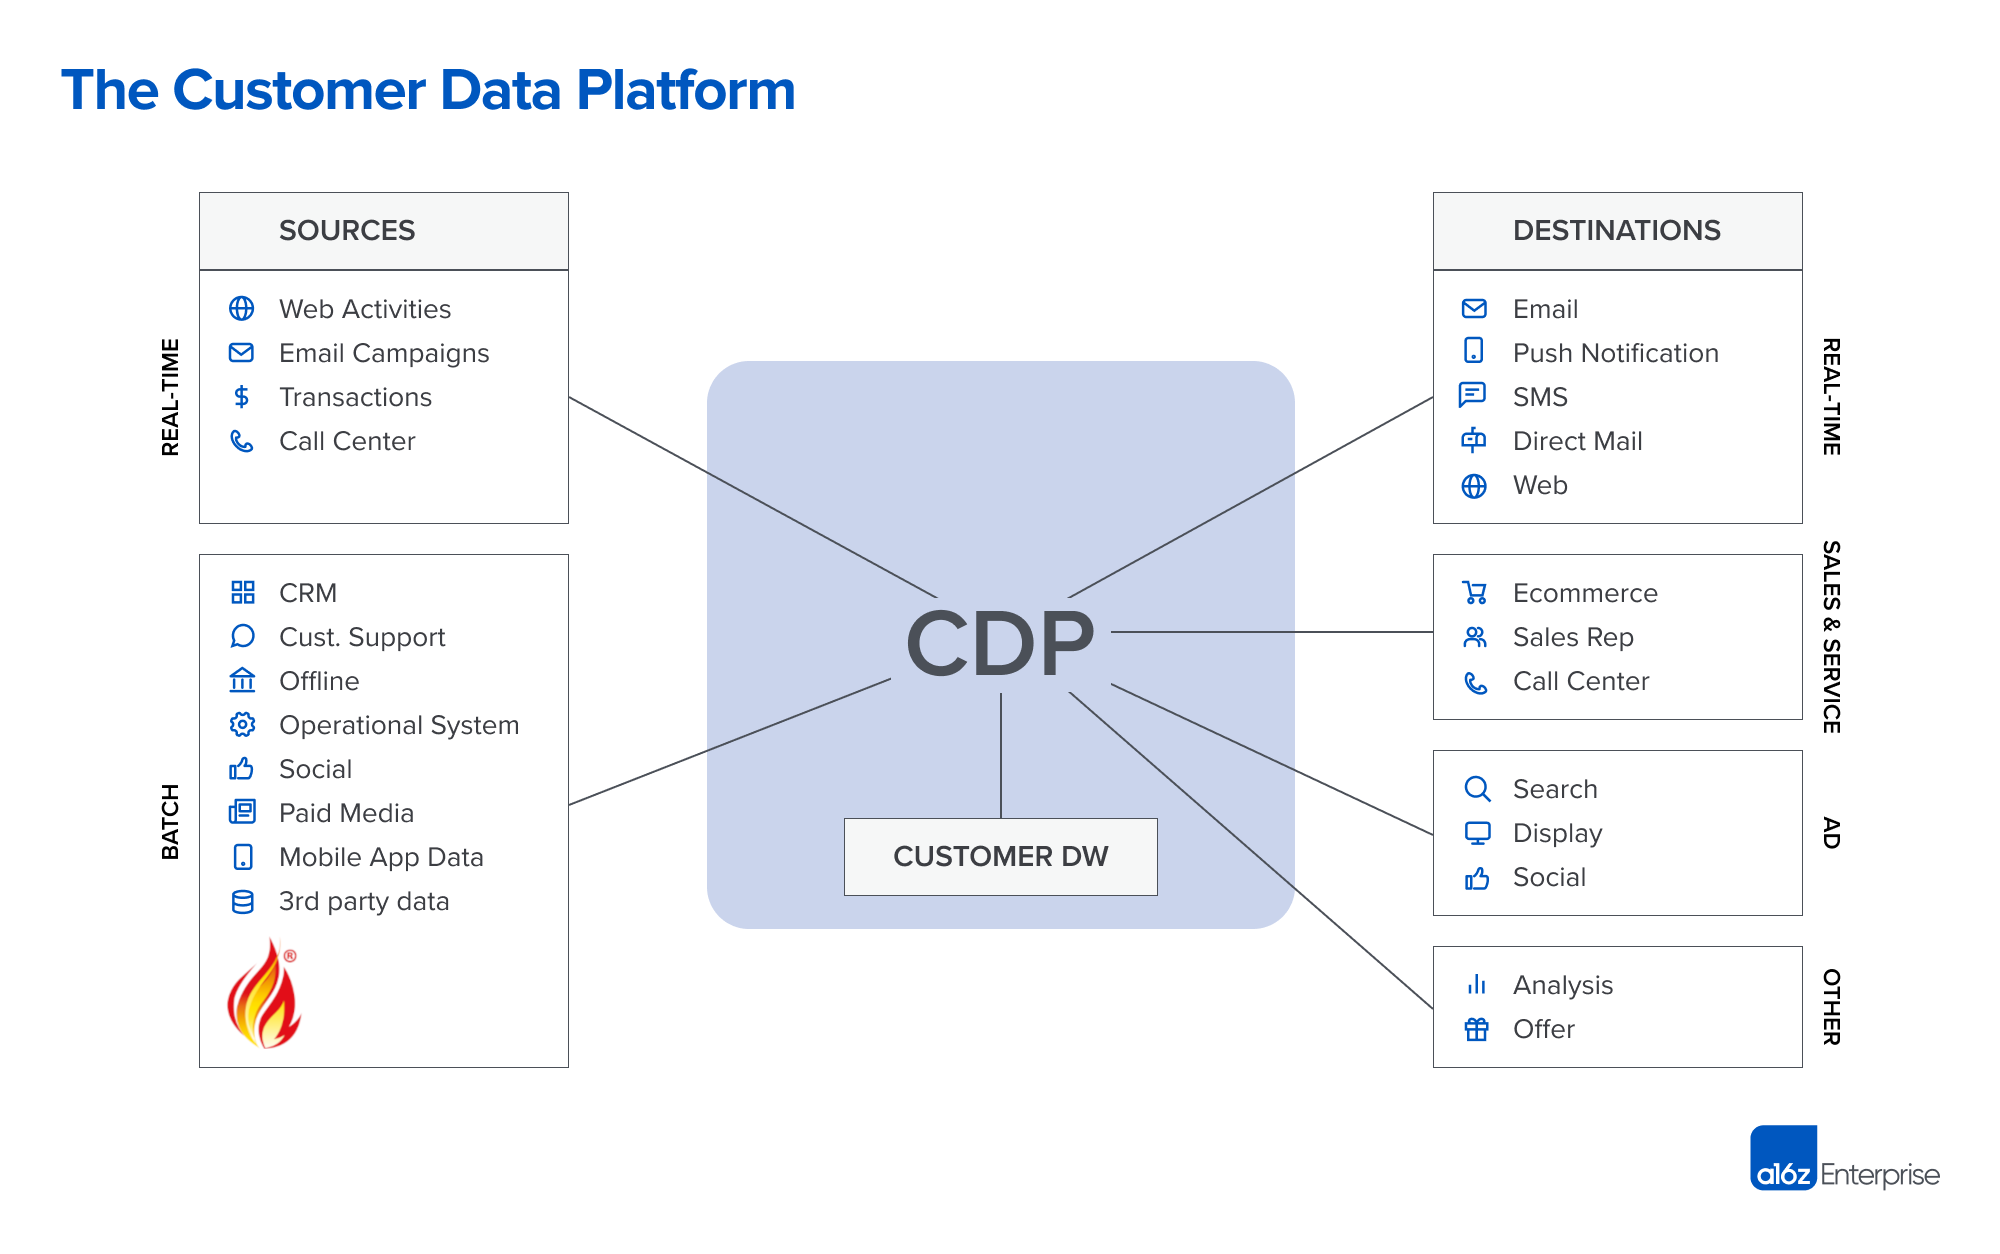 The Customer Data Platform
SOURCES
REAL-TIME
Web Activities
Email Campaigns
Transactions
Call Center
BATCH
CRM
Cust. Support
Offline
Operational System
Social
Paid Media
Mobile App Data
3rd party data
®
CDP
CUSTOMER DW
DESTINATIONS
REAL-TIME
Email
Push Notification
SMS
Direct Mail
Web
SALES & SERVICE
Ecommerce
Sales Rep
Call Center
AD
Search
Display
Social
OTHER
Analysis
Offer
a16z Enterprise